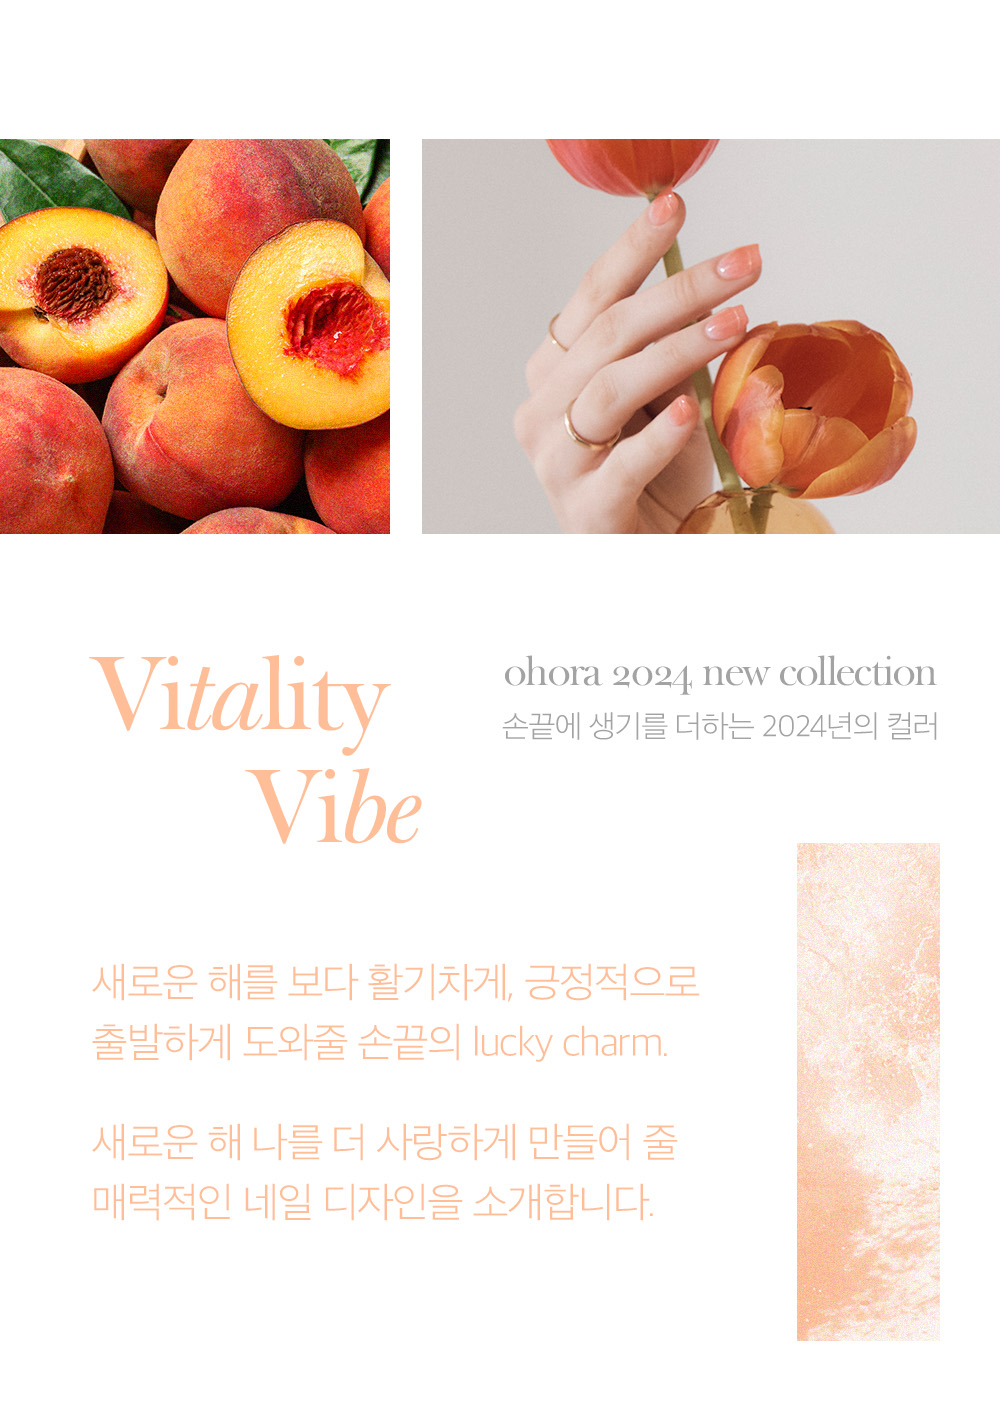 Vitality
Vibe
ohora 2024 new collection
손끝에 생기를 더하는 2024년의 컬러
새로운 해를 보다 활기차게, 긍정적으로
출발하게 도와줄 손끝의 lucky charm.
새로운 해 나를 더 사랑하게 만들어 줄
매력적인 네일 디자인을 소개합니다.